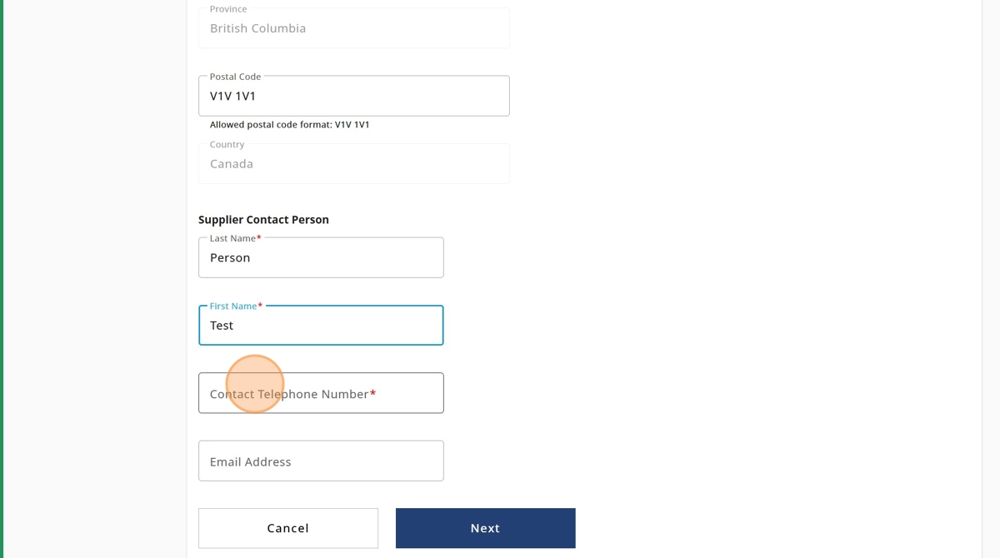 Province
British Columbia
Postal Code
V1V 1V1
Allowed postal code format: V1V 1V1
Country
Canada
Supplier Contact Person
Last Name*
Person
First Name*
Test
Contact Telephone Number*
Email Address
Cancel
Next